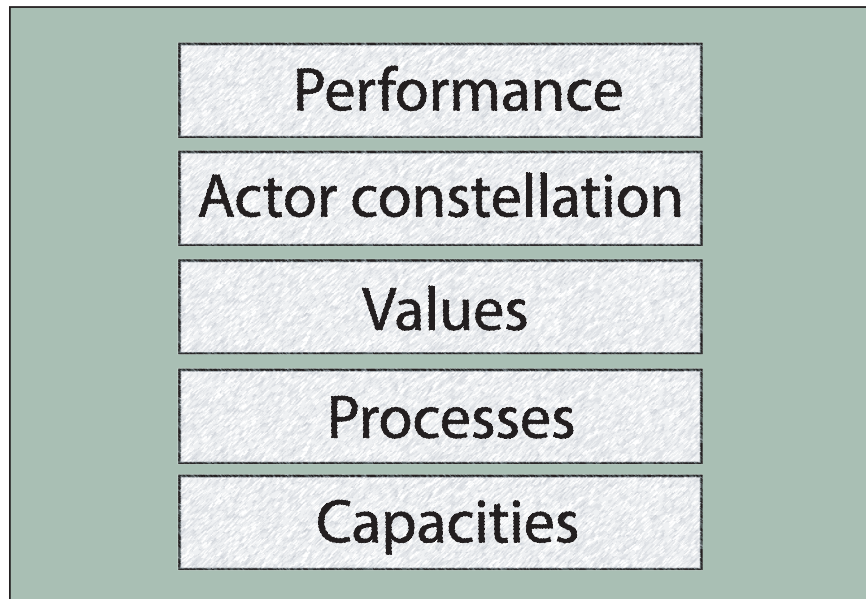 Performance
Actor constellation
Values
Processes
Capacities